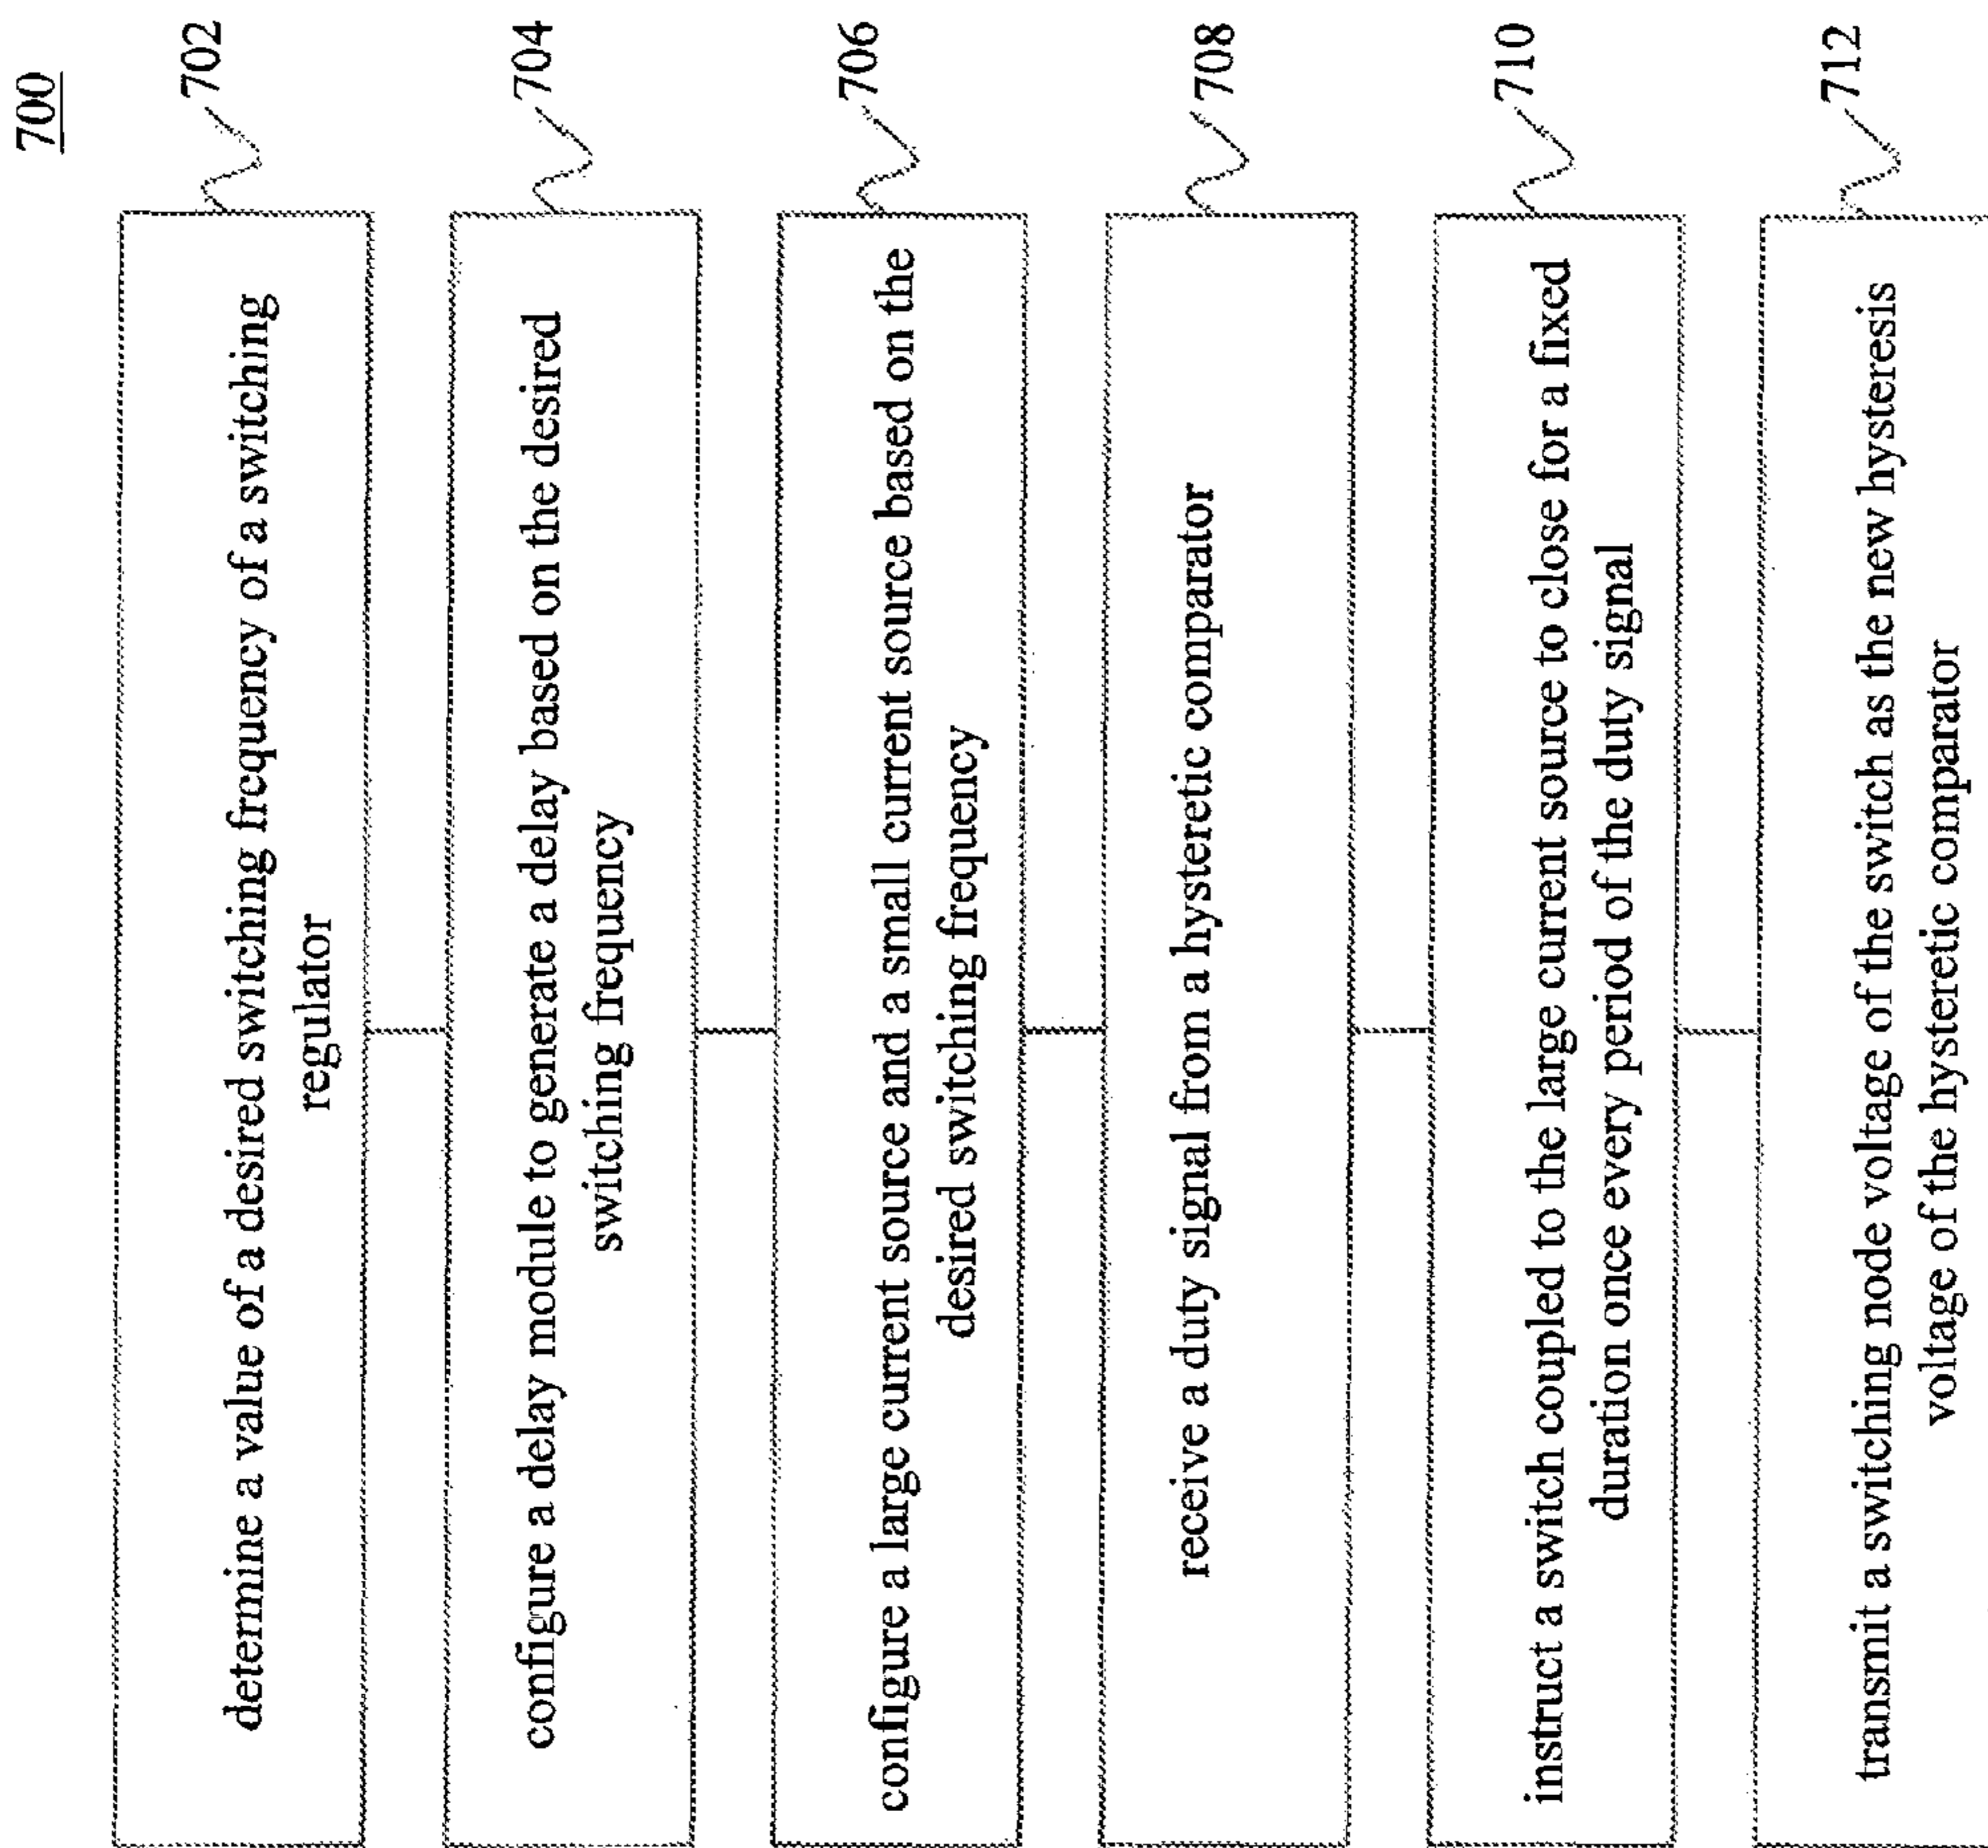 700
determine a value of a desired switching frequency of a switching
regulator
702
configure a delay module to generate a delay based on the desired
switching frequency
704
configure a large current source and a small current source based on the
desired switching frequency
706
receive a duty signal from a hysteretic comparator
708
instruct a switch coupled to the large current source to close for a fixed
duration once every period of the duty signal
710
transmit a switching node voltage of the switch as the new hysteresis
voltage of the hysteretic comparator
712